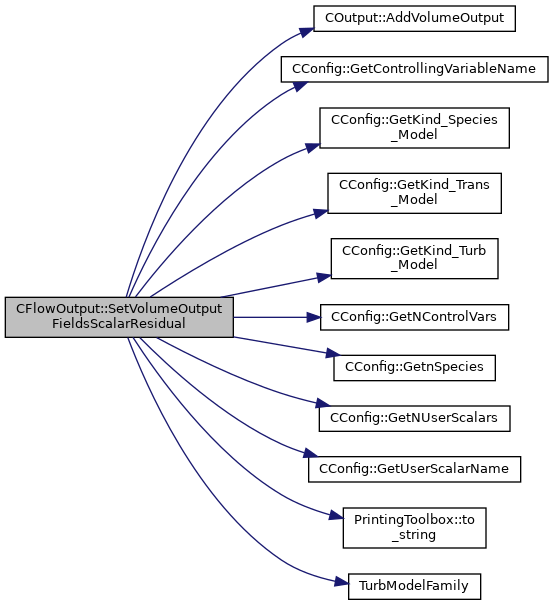 COutput::AddVolumeOutput
CConfig::GetControllingVariableName
CConfig::GetKind_Species
_Model
CConfig::GetKind_Trans
_Model
CConfig::GetKind_Turb
_Model
CFlowOutput::SetVolumeOutput
FieldsScalarResidual
CConfig::GetNControlVars
CConfig::GetnSpecies
CConfig::GetNUserScalars
CConfig::GetUserScalarName
PrintingToolbox::to
_string
TurbModelFamily